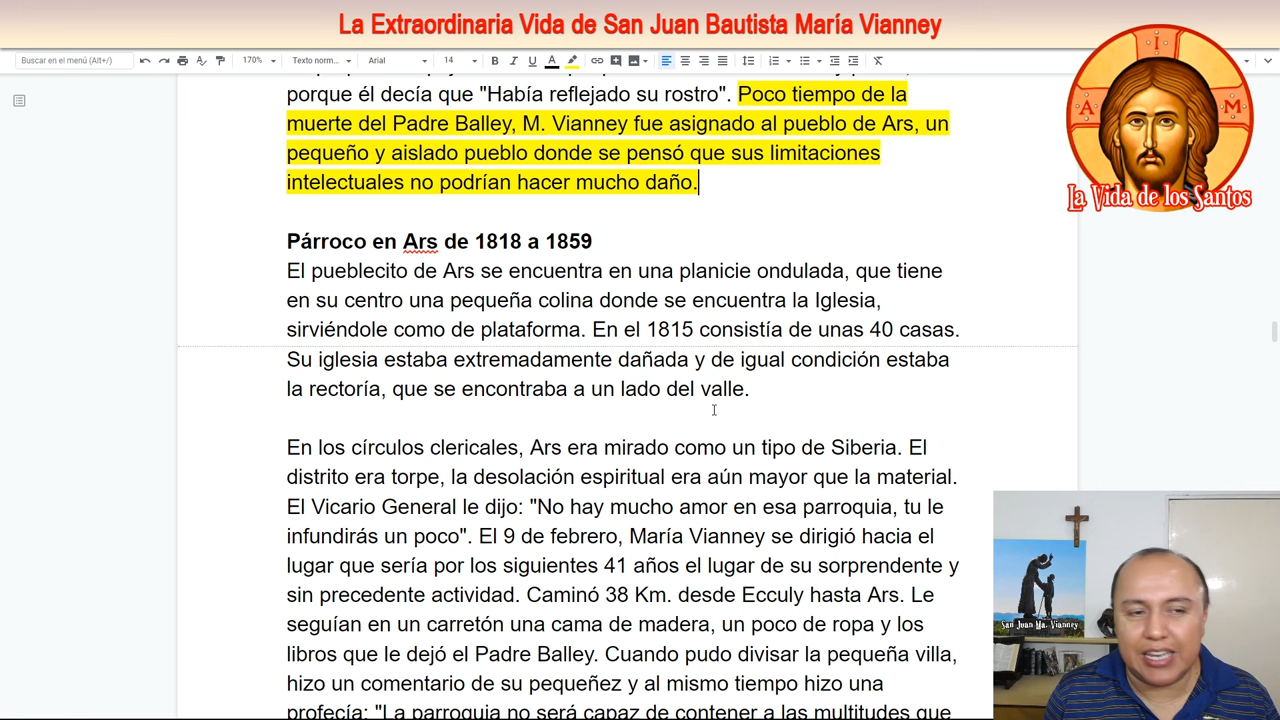 La Extraordinaria Vida de San Juan Bautista María Vianney
Buscar en el menú (Alt+/)
170%
Texto norm...
Arial
14
B I U A
porque él decía que "Había reflejado su rostro". Poco tiempo de la
muerte del Padre Balley, M. Vianney fue asignado al pueblo de Ars, un
pequeño y aislado pueblo donde se pensó que sus limitaciones
intelectuales no podrían hacer mucho daño.
Párroco en Ars de 1818 a 1859
El pueblecito de Ars se encuentra en una planicie ondulada, que tiene
en su centro una pequeña colina donde se encuentra la Iglesia,
sirviéndole como de plataforma. En el 1815 consistía de unas 40 casas.
Su iglesia estaba extremadamente dañada y de igual condición estaba
la rectoría, que se encontraba a un lado del valle.
En los círculos clericales, Ars era mirado como un tipo de Siberia. El
distrito era torpe, la desolación espiritual era aún mayor que la material.
El Vicario General le dijo: "No hay mucho amor en esa parroquia, tu le
infundirás un poco". El 9 de febrero, María Vianney se dirigió hacia el
lugar que sería por los siguientes 41 años el lugar de su sorprendente y
sin precedente actividad. Caminó 38 Km. desde Ecculy hasta Ars. Le
seguían en un carretón una cama de madera, un poco de ropa y los
libros que le dejó el Padre Balley. Cuando pudo divisar la pequeña villa,
hizo un comentario de su pequeñez y al mismo tiempo hizo una
profecía: "La parroquia no será capaz de contener a las multitudes que
I
A M
La Vida de los Santos
San Juan Ma. Vianney